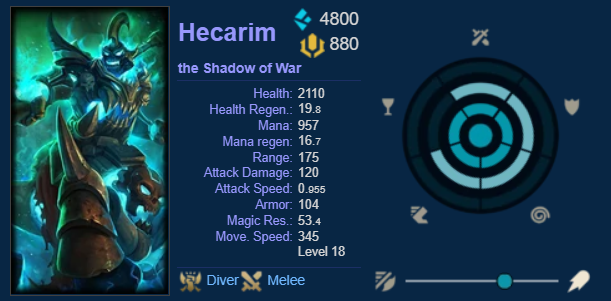 Hecarim
4800
880
the Shadow of War
Health: 2110
Health Regen.: 19.8
Mana: 957
Mana regen: 16.7
Range: 175
Attack Damage: 120
Attack Speed: 0.955
Armor: 104
Magic Res.: 53.4
Move. Speed: 345
Level 18
Diver Melee